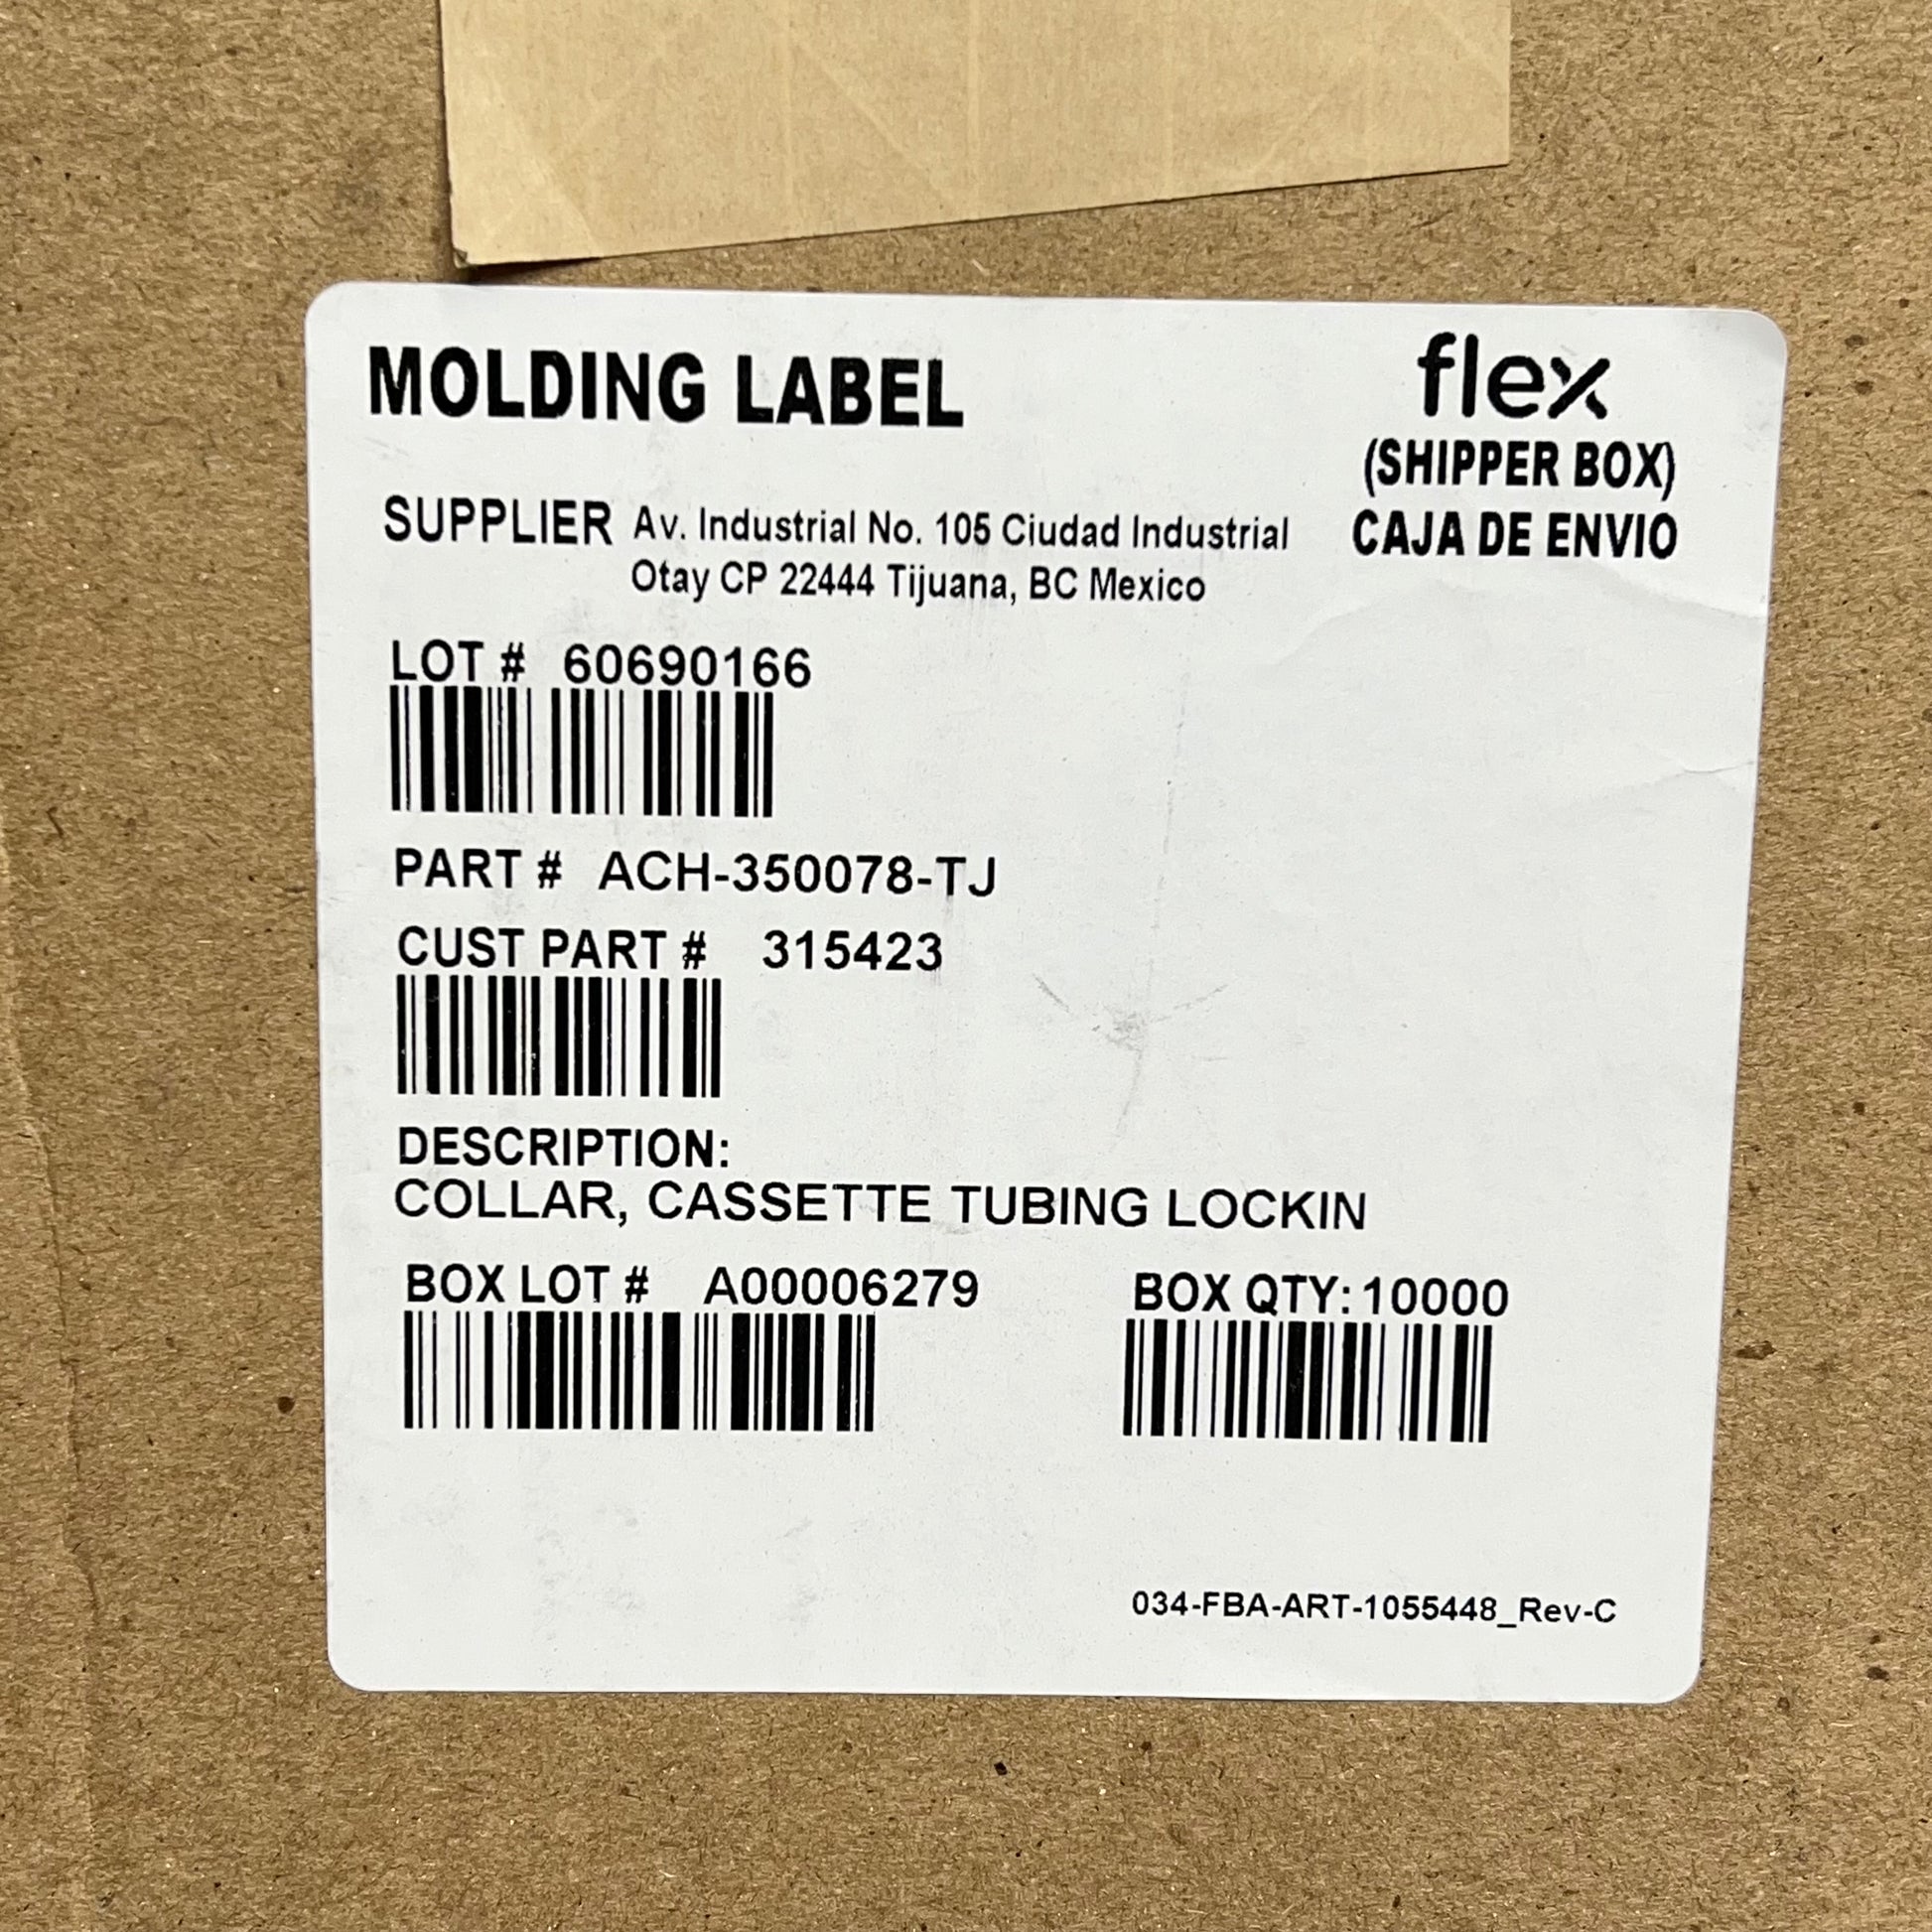 MOLDING LABEL
flex
(SHIPPER BOX)
CAJA DE ENVIO
SUPPLIER Av. Industrial No. 105 Ciudad Industrial
Otay CP 22444 Tijuana, BC Mexico
LOT # 60690166
PART # ACH-350078-TJ
CUST PART # 315423
DESCRIPTION:
COLLAR, CASSETTE TUBING LOCKIN
BOX LOT # A00006279
BOX QTY: 10000
034-FBA-ART-1055448_Rev-C